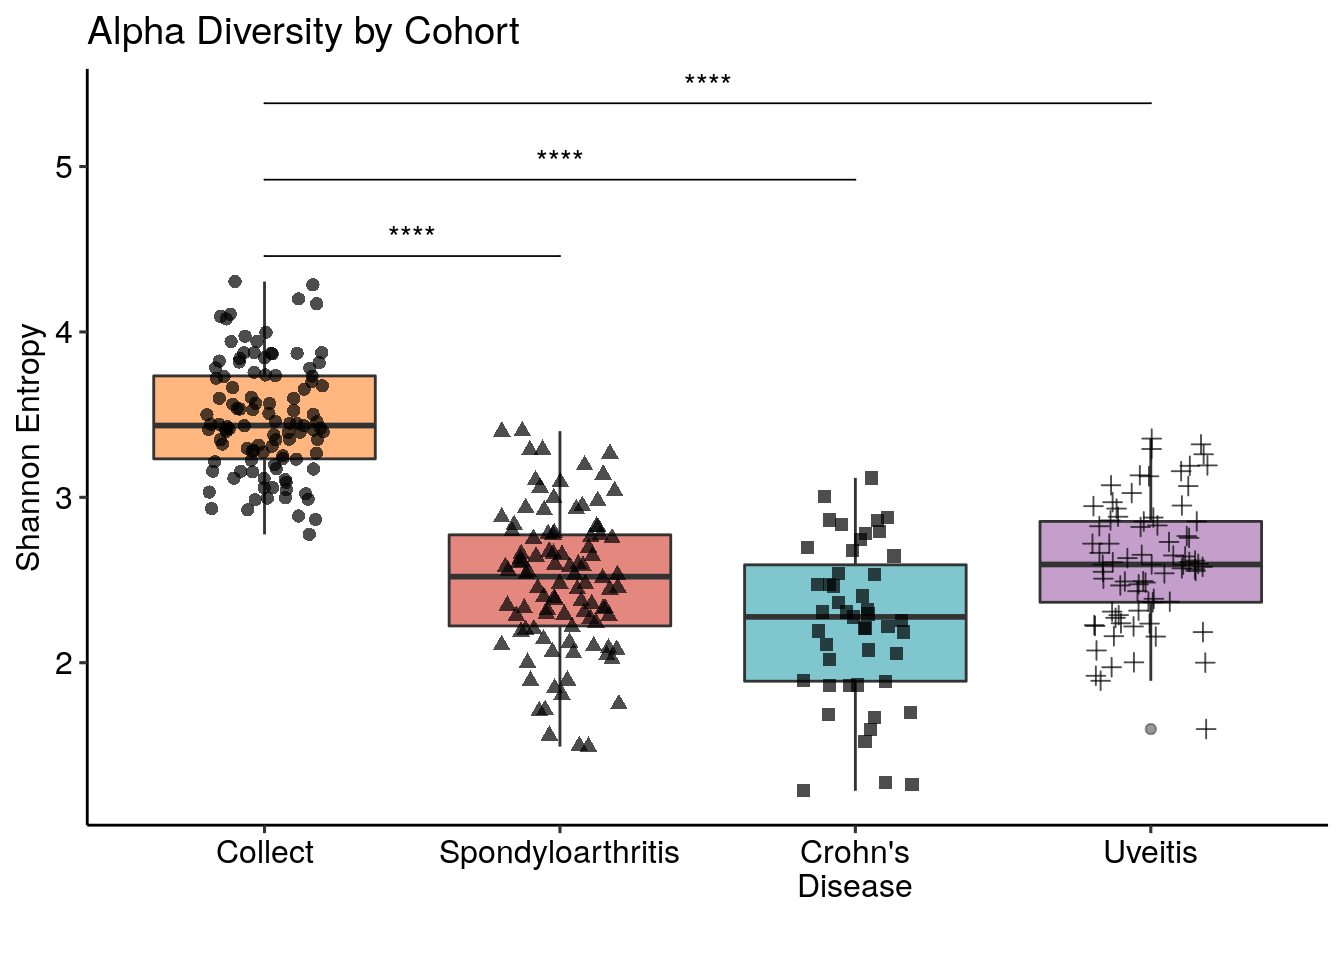 Alpha Diversity by Cohort
****
****
****
5
4
3
2
Shannon Entropy
Collect
Spondyloarthritis
Crohn's
Disease
Uveitis